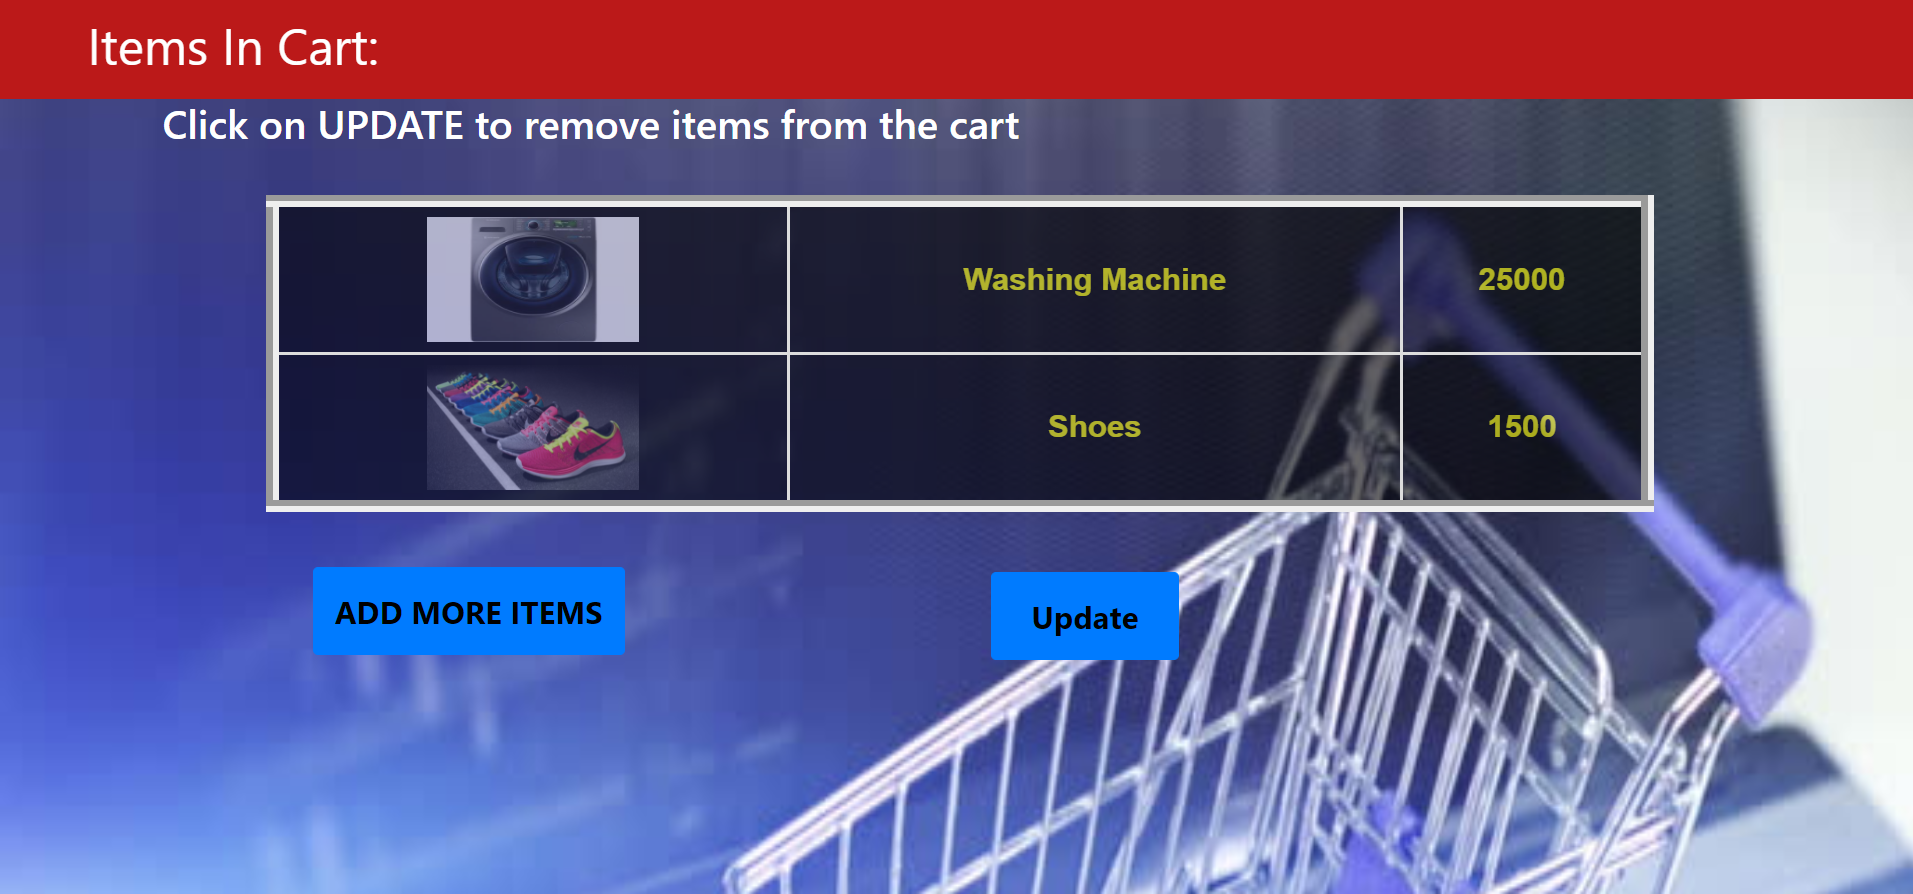 Items In Cart:
Click on UPDATE to remove items from the cart
Washing Machine 25000
Shoes 1500
ADD MORE ITEMS Update